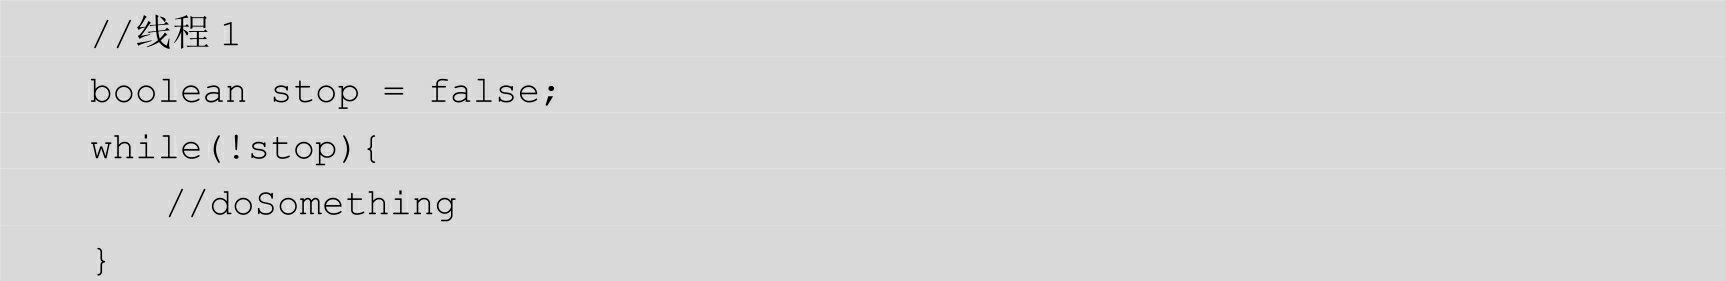 //线程 1
boolean stop = false;
while(!stop){
//doSomething
}